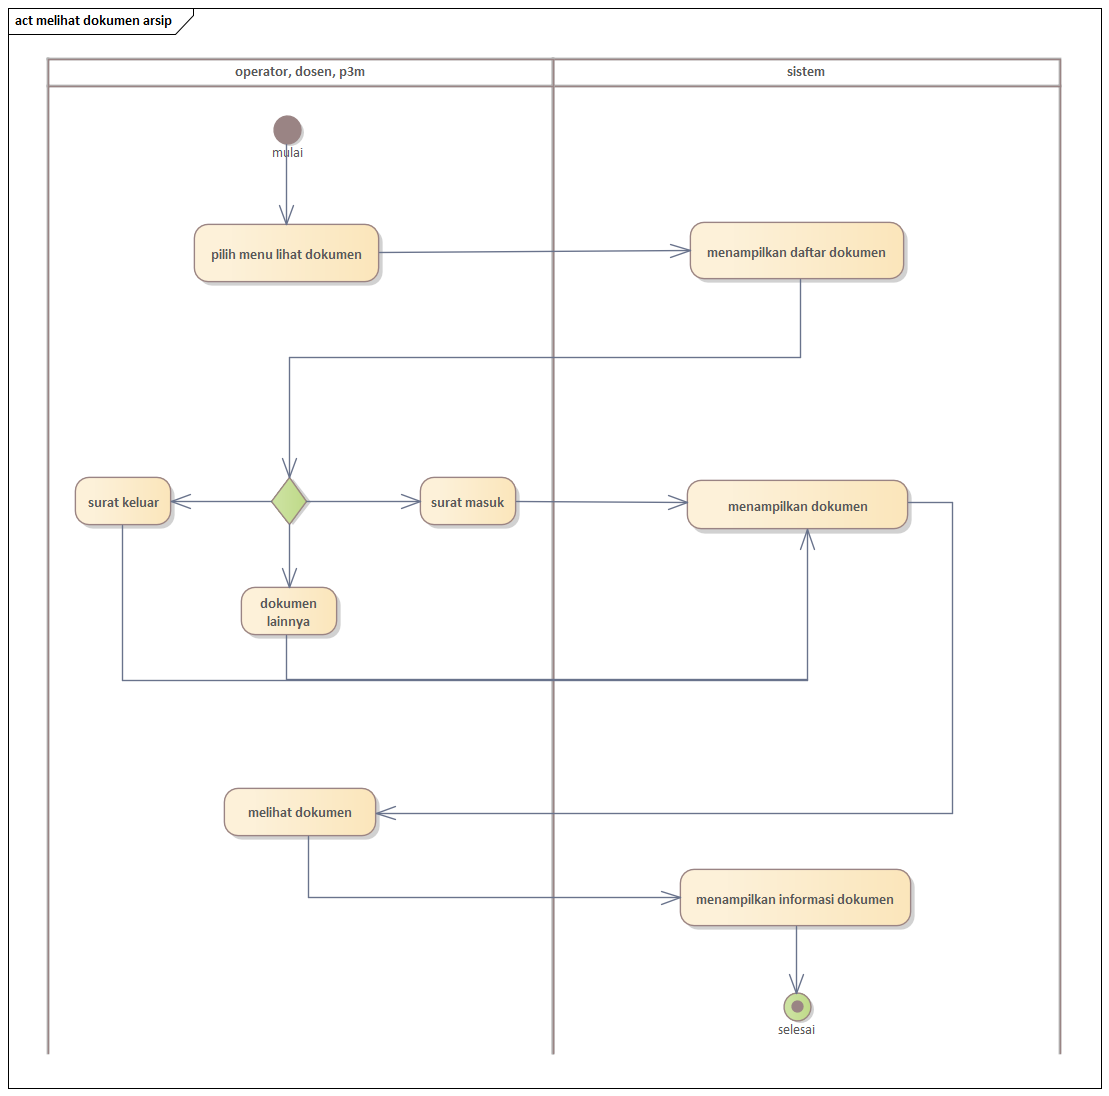 act melihat dokumen arsip
operator, dosen, p3m
sistem
mulai
pilih menu lihat dokumen
menampilkan daftar dokumen
surat keluar
surat masuk
menampilkan dokumen
dokumen
lainnya
melihat dokumen
menampilkan informasi dokumen
selesai